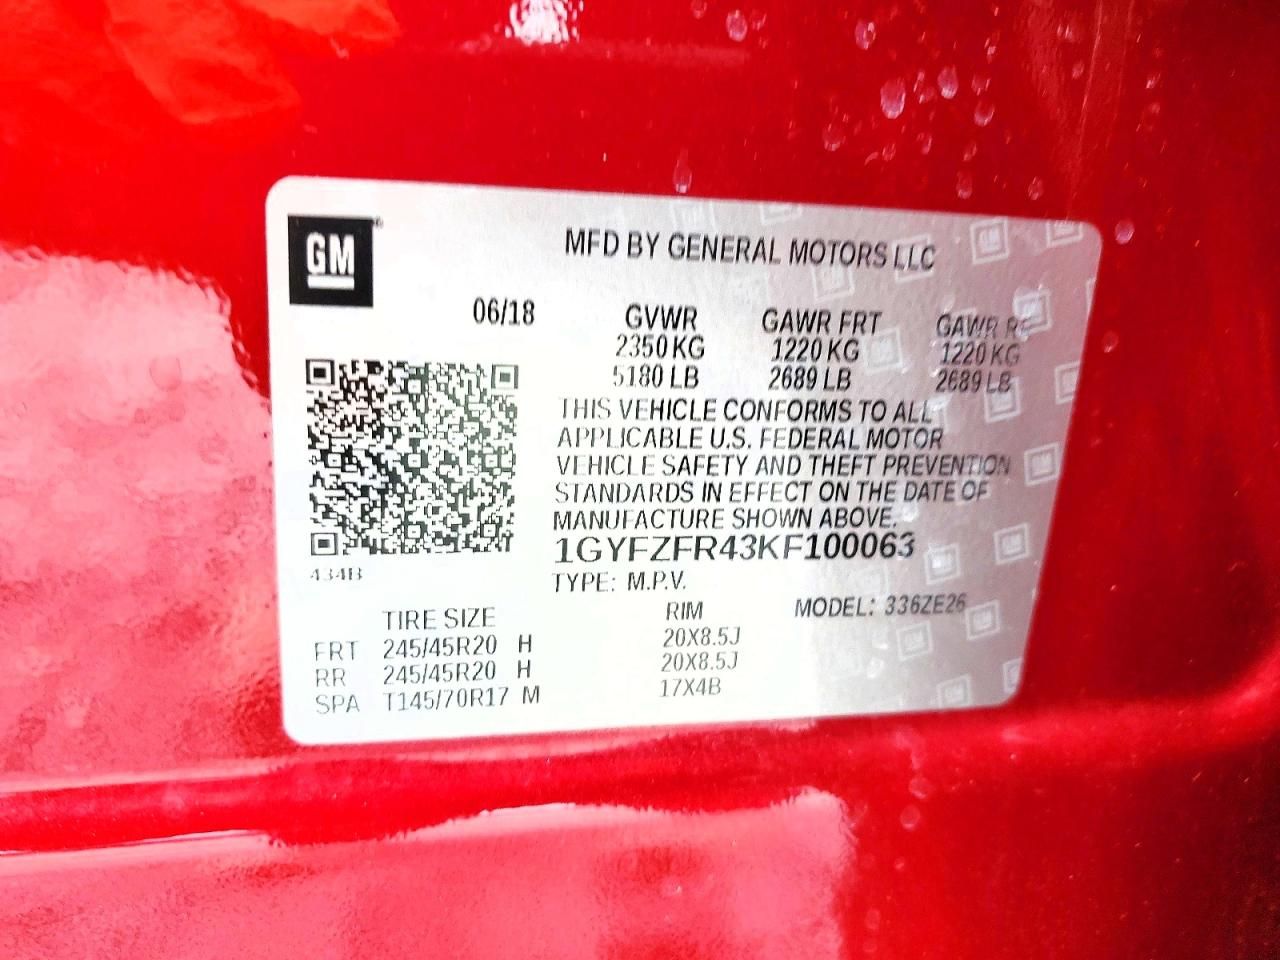 GM
MFD BY GENERAL MOTORS LLC
06/18 GVWR GAWR FRT GAWR RR
2350 KG 1220 KG 1220 KG
5180 LB 2689 LB 2689 LB
THIS VEHICLE CONFORMS TO ALL
APPLICABLE U.S. FEDERAL MOTOR
VEHICLE SAFETY AND THEFT PREVENTION
STANDARDS IN EFFECT ON THE DATE OF
MANUFACTURE SHOWN ABOVE.
1GYFZFR43KF100063
434B
TYPE: M.P.V.
TIRE SIZE RIM MODEL: 336ZE26
FRT 245/45R20 H 20X8.5J
RR 245/45R20 H 20X8.5J
SPA T145/70R17 M 17X4B